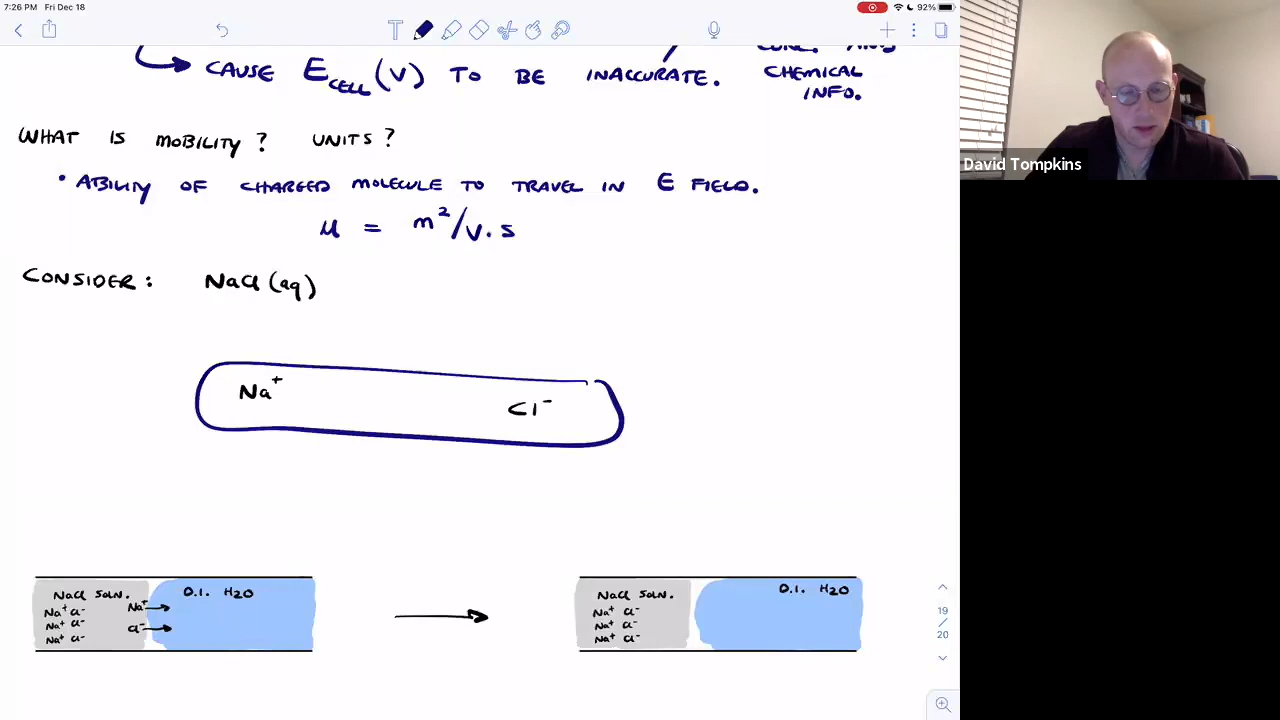 7:26 PM Fri Dec 18
92%
CAUSE ECELL (V) TO BE INACCURATE.
CHEMICAL
INFO.
WHAT IS MOBILITY? UNITS?
• ABILITY OF CHARGED MOLECULE TO TRAVEL IN E FIELD.
μ = m²/V.S
CONSIDER: NaCl (aq)
Na⁺
Cl⁻
NaCl SOLN.
D.I. H2O
Na⁺ Cl⁻
Na⁺ Cl⁻
Na⁺ Cl⁻
Na⁺
Cl⁻
NaCl SOLN.
D.I. H2O
Na⁺ Cl⁻
Na⁺ Cl⁻
Na⁺ Cl⁻
19
/
20
David Tompkins